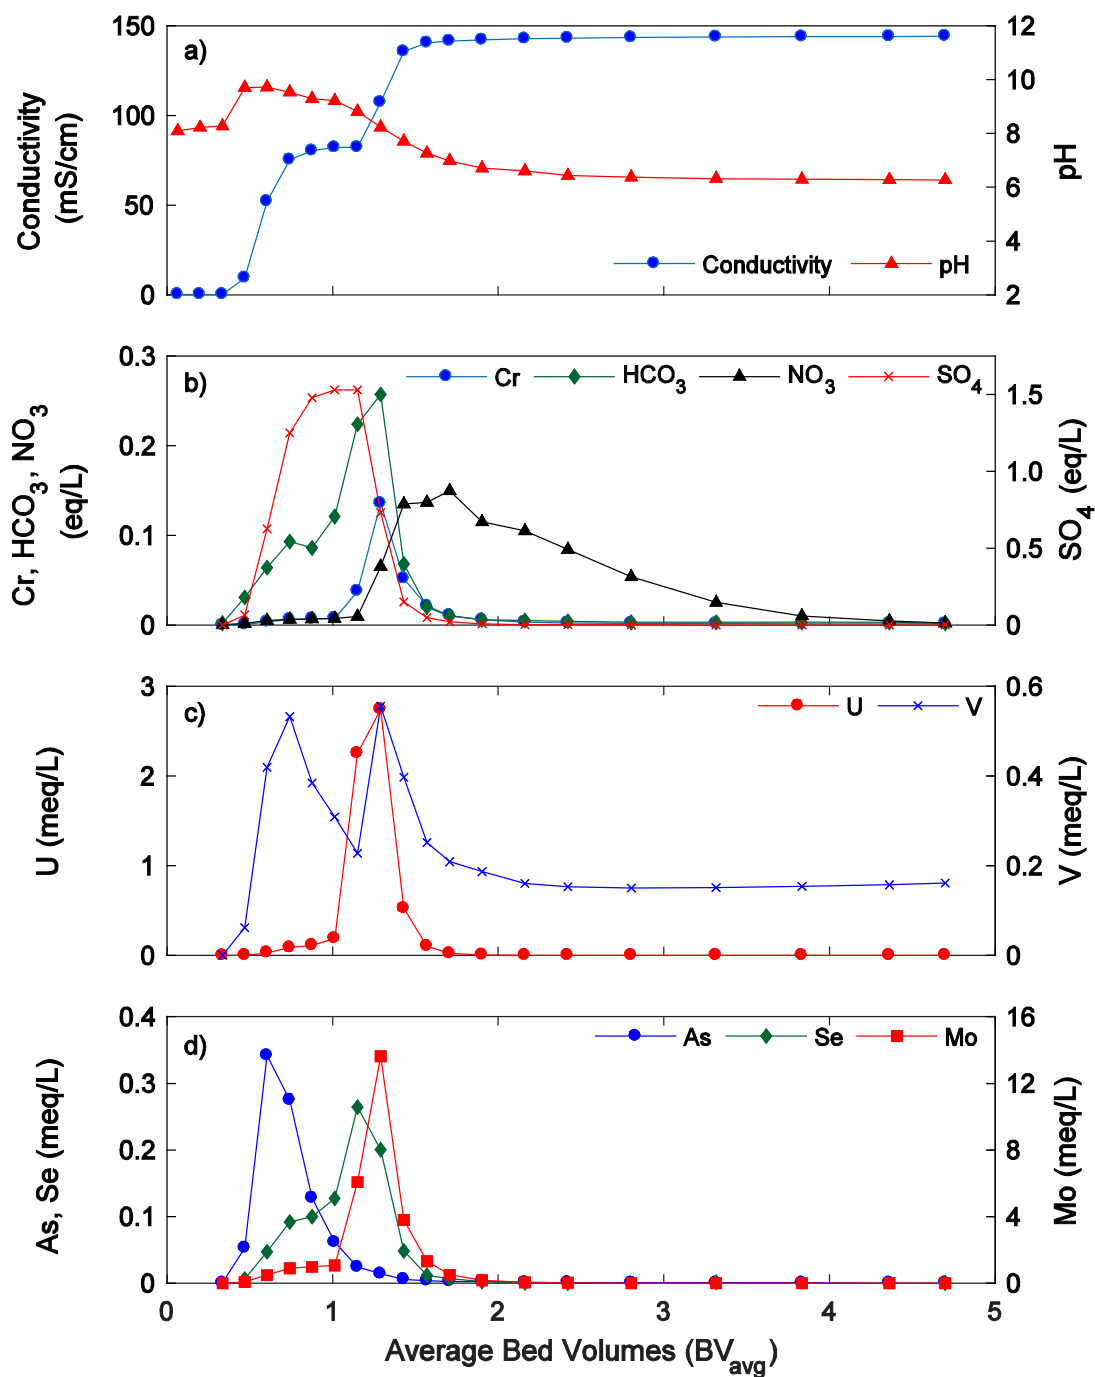 a)
150
100
50
0
Conductivity
(mS/cm)
12
10
8
6
4
2
pH
Conductivity
pH
b)
0.3
0.2
0.1
0
Cr, HCO3, NO3
(eq/L)
Cr
HCO3
NO3
SO4
1.5
1
0.5
0
SO4 (eq/L)
c)
3
2
1
0
U (meq/L)
U
V
0.6
0.4
0.2
0
V (meq/L)
d)
0.4
0.3
0.2
0.1
0
As, Se (meq/L)
As
Se
Mo
16
12
8
4
0
Mo (meq/L)
0 1 2 3 4 5
Average Bed Volumes (BVavg)